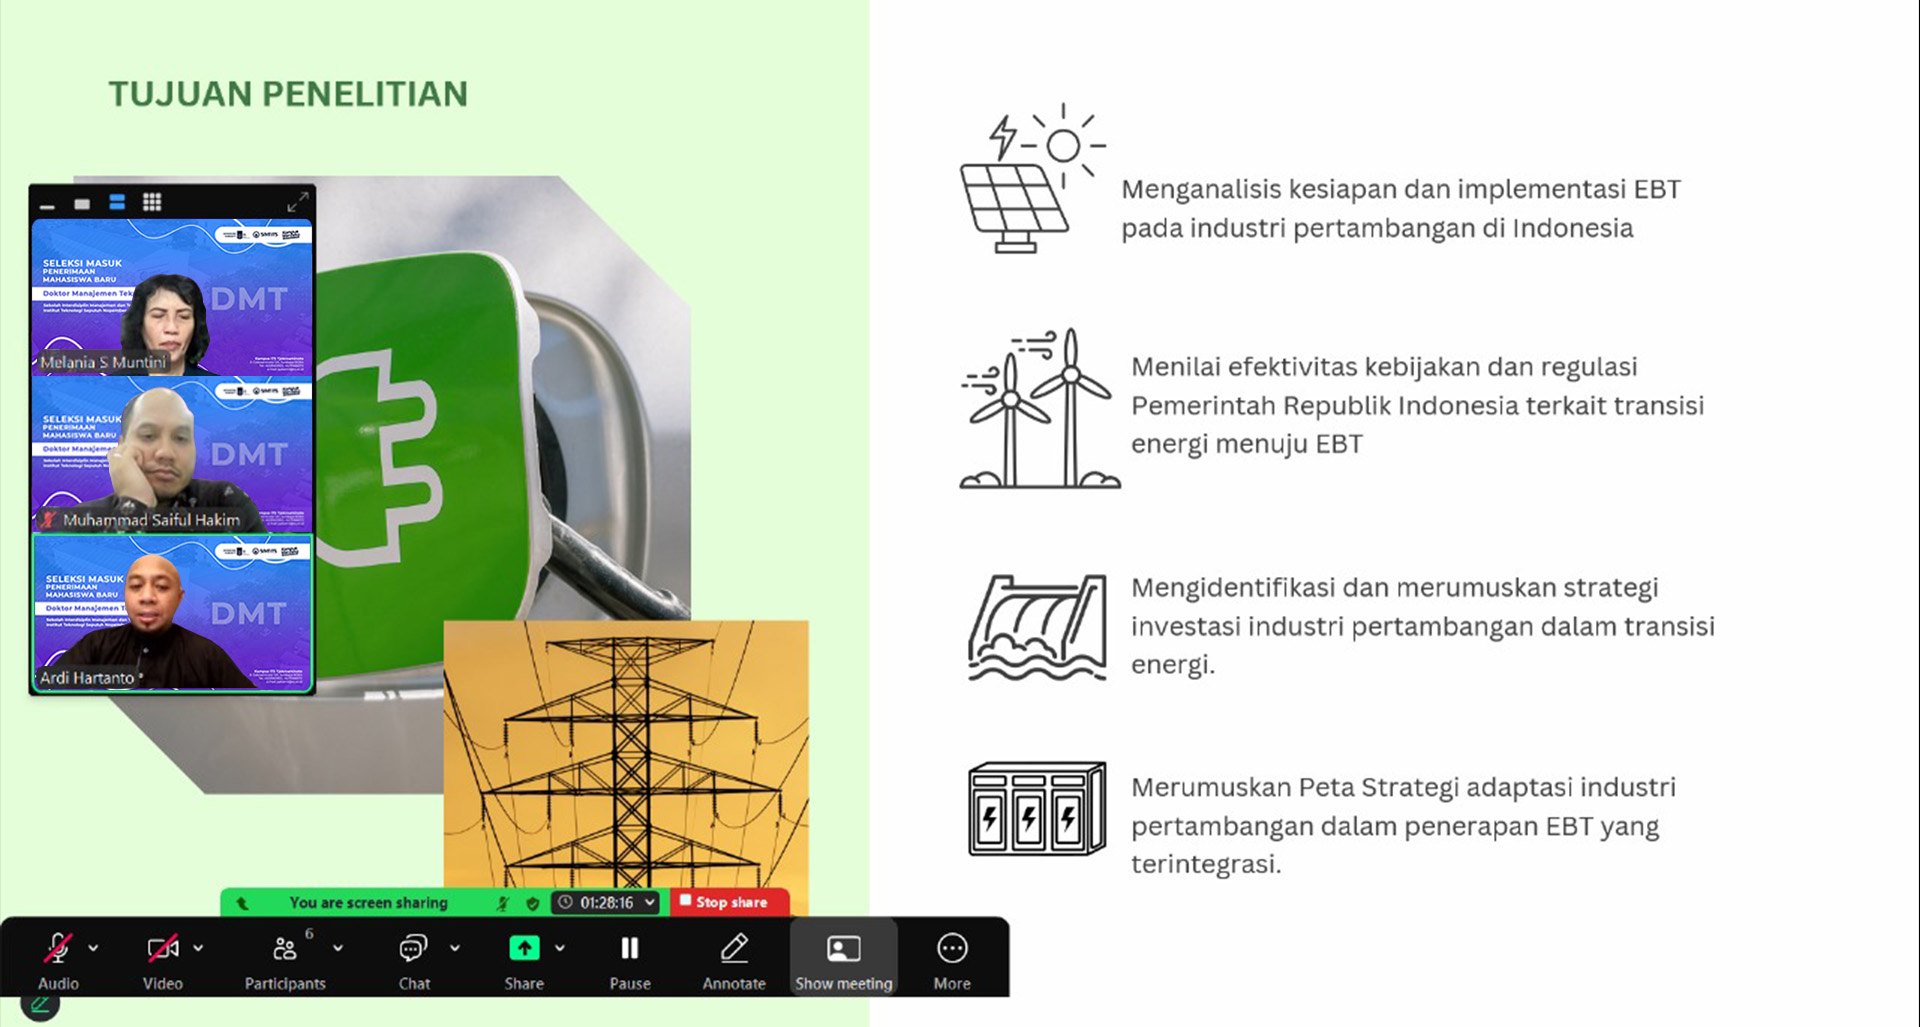 TUJUAN PENELITIAN
Menganalisis kesiapan dan implementasi EBT
pada industri pertambangan di Indonesia
Menilai efektivitas kebijakan dan regulasi
Pemerintah Republik Indonesia terkait transisi
energi menuju EBT
Mengidentifikasi dan merumuskan strategi
investasi industri pertambangan dalam transisi
energi.
Merumuskan Peta Strategi adaptasi industri
pertambangan dalam penerapan EBT yang
terintegrasi.
SELEKSI MASUK
PENERIMAAN
MAHASISWA BARU
Doktor Manajemen Tek
DMT
Melania S Muntini
SELEKSI MASUK
PENERIMAAN
MAHASISWA BARU
Doktor Manajeme
DMT
Muhammad Saiful Hakim
SELEKSI MASUK
PENERIMAAN
MAHASISWA BARU
Doktor Manajemen T
DMT
Ardi Hartanto
You are screen sharing
01:28:16
Stop share
6
Audio
Video
Participants
Chat
Share
Pause
Annotate
Show meeting
More